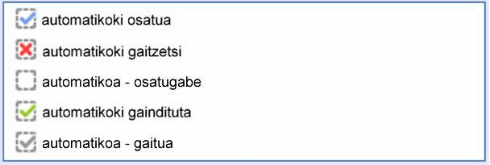 automatikoki osatua
automatikoki gaitzetsi
automatikoa - osatugabe
automatikoki gaindituta
automatikoa - gaitua